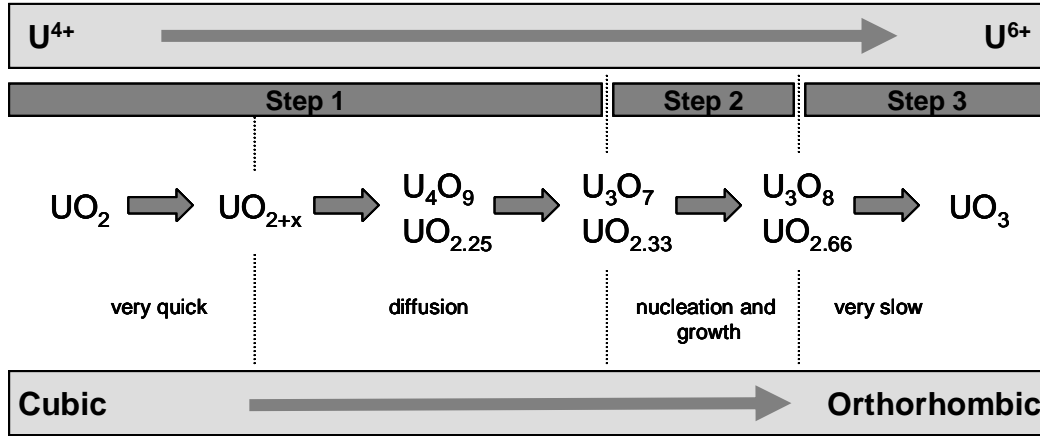 U⁴⁺ U⁶⁺
Step 1 Step 2 Step 3
U₄O₉ U₃O₇ U₃O₈
UO₂ UO₂₊ₓ UO₃
UO₂.₂₅ UO₂.₃₃ UO₂.₆₆
very quick diffusion nucleation and very slow
growth
Cubic Orthorhombic